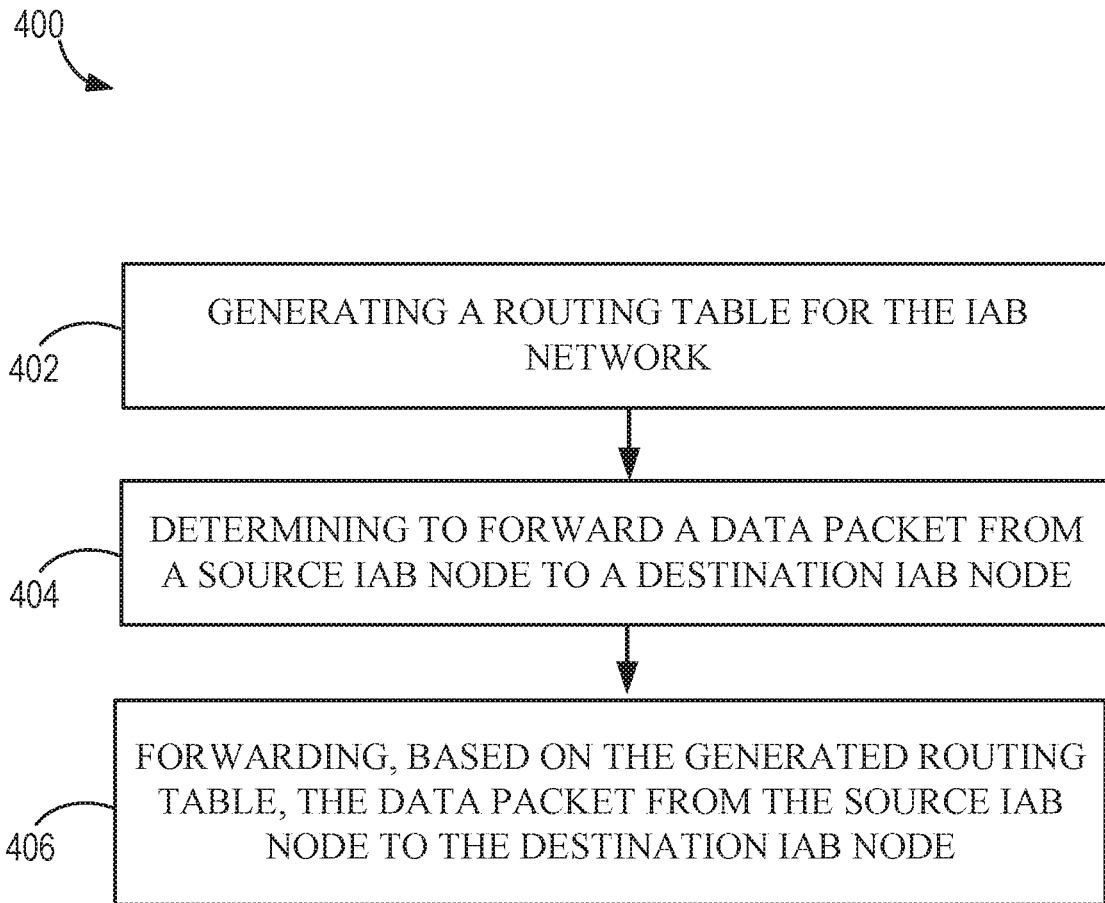 400
GENERATING A ROUTING TABLE FOR THE IAB
NETWORK
402
DETERMINING TO FORWARD A DATA PACKET FROM
A SOURCE IAB NODE TO A DESTINATION IAB NODE
404
FORWARDING, BASED ON THE GENERATED ROUTING
TABLE, THE DATA PACKET FROM THE SOURCE IAB
NODE TO THE DESTINATION IAB NODE
406